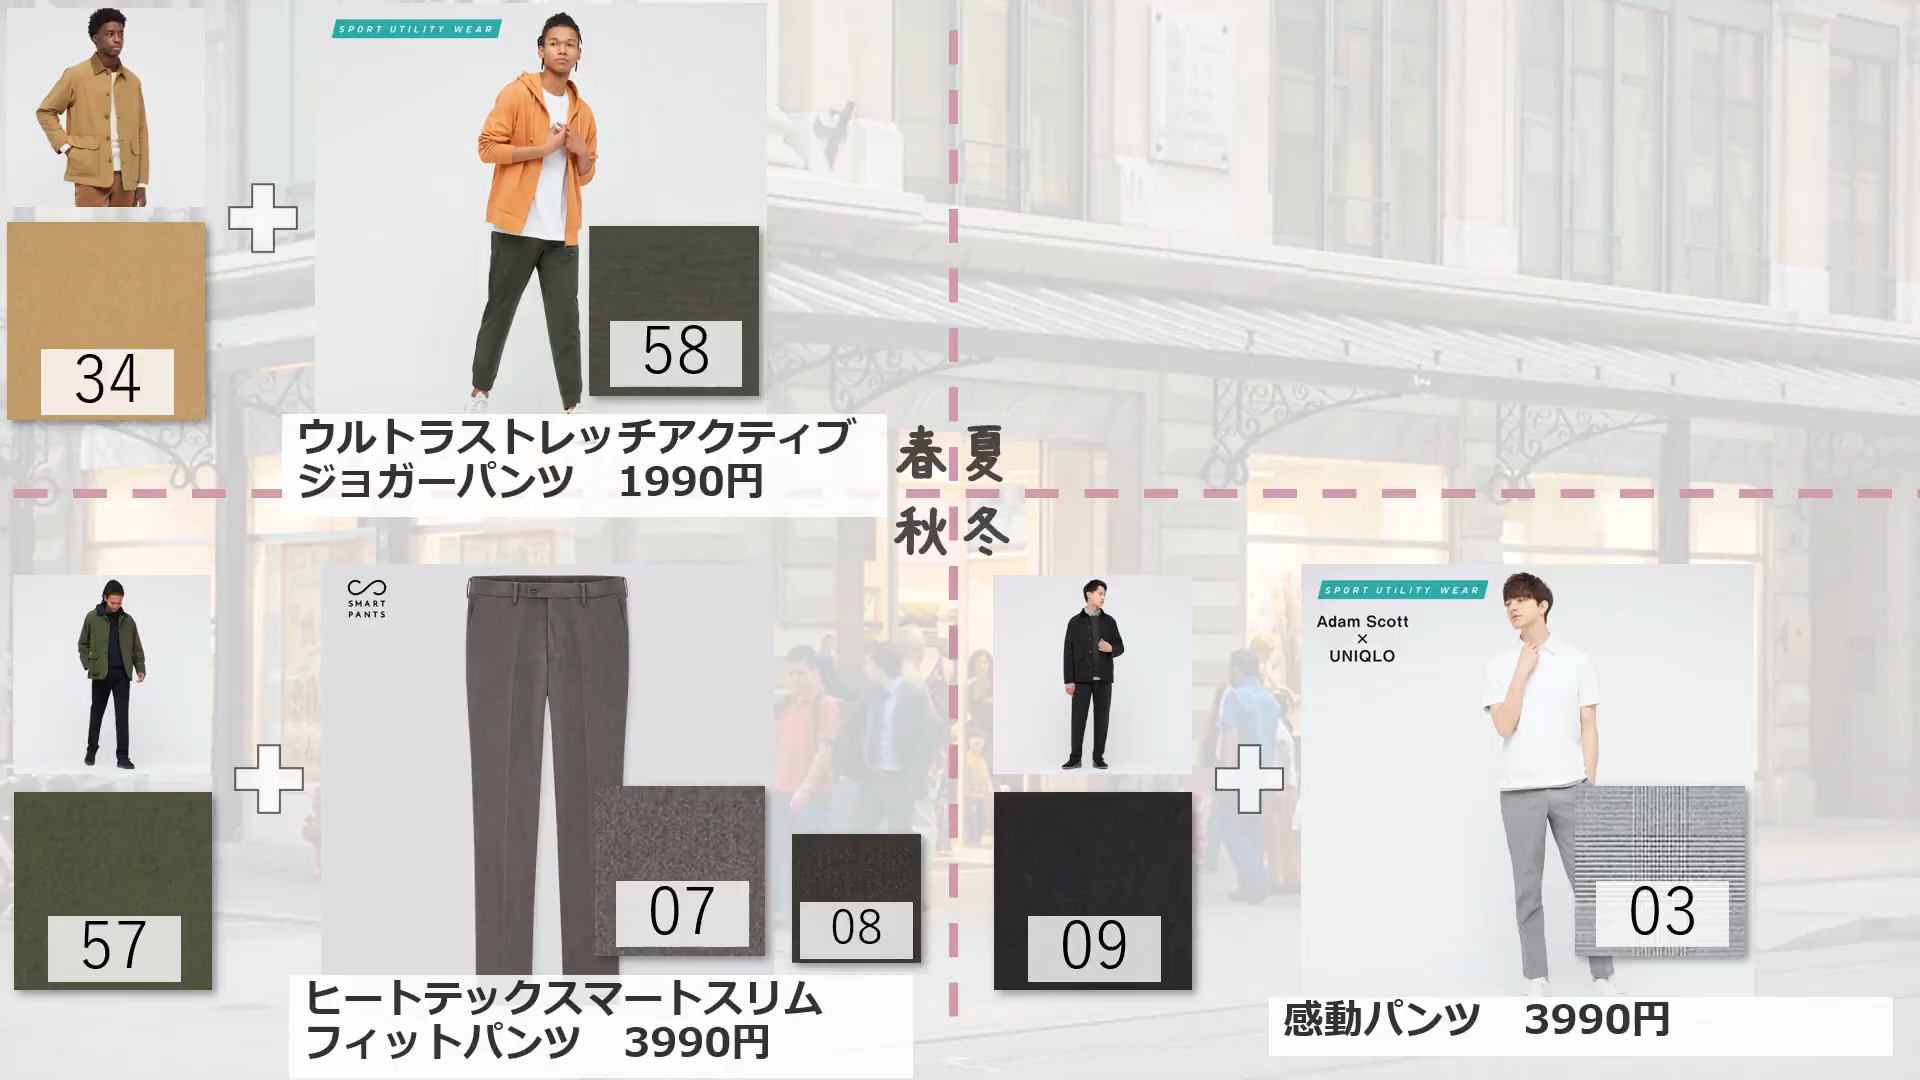 SPORT UTILITY WEAR
34
58
ウルトラストレッチアクティブ
ジョガーパンツ　1990円
春 夏
秋 冬
SMART
PANTS
57
07
08
ヒートテックスマートスリム
フィットパンツ　3990円
SPORT UTILITY WEAR
Adam Scott
×
UNIQLO
09
03
感動パンツ　3990円